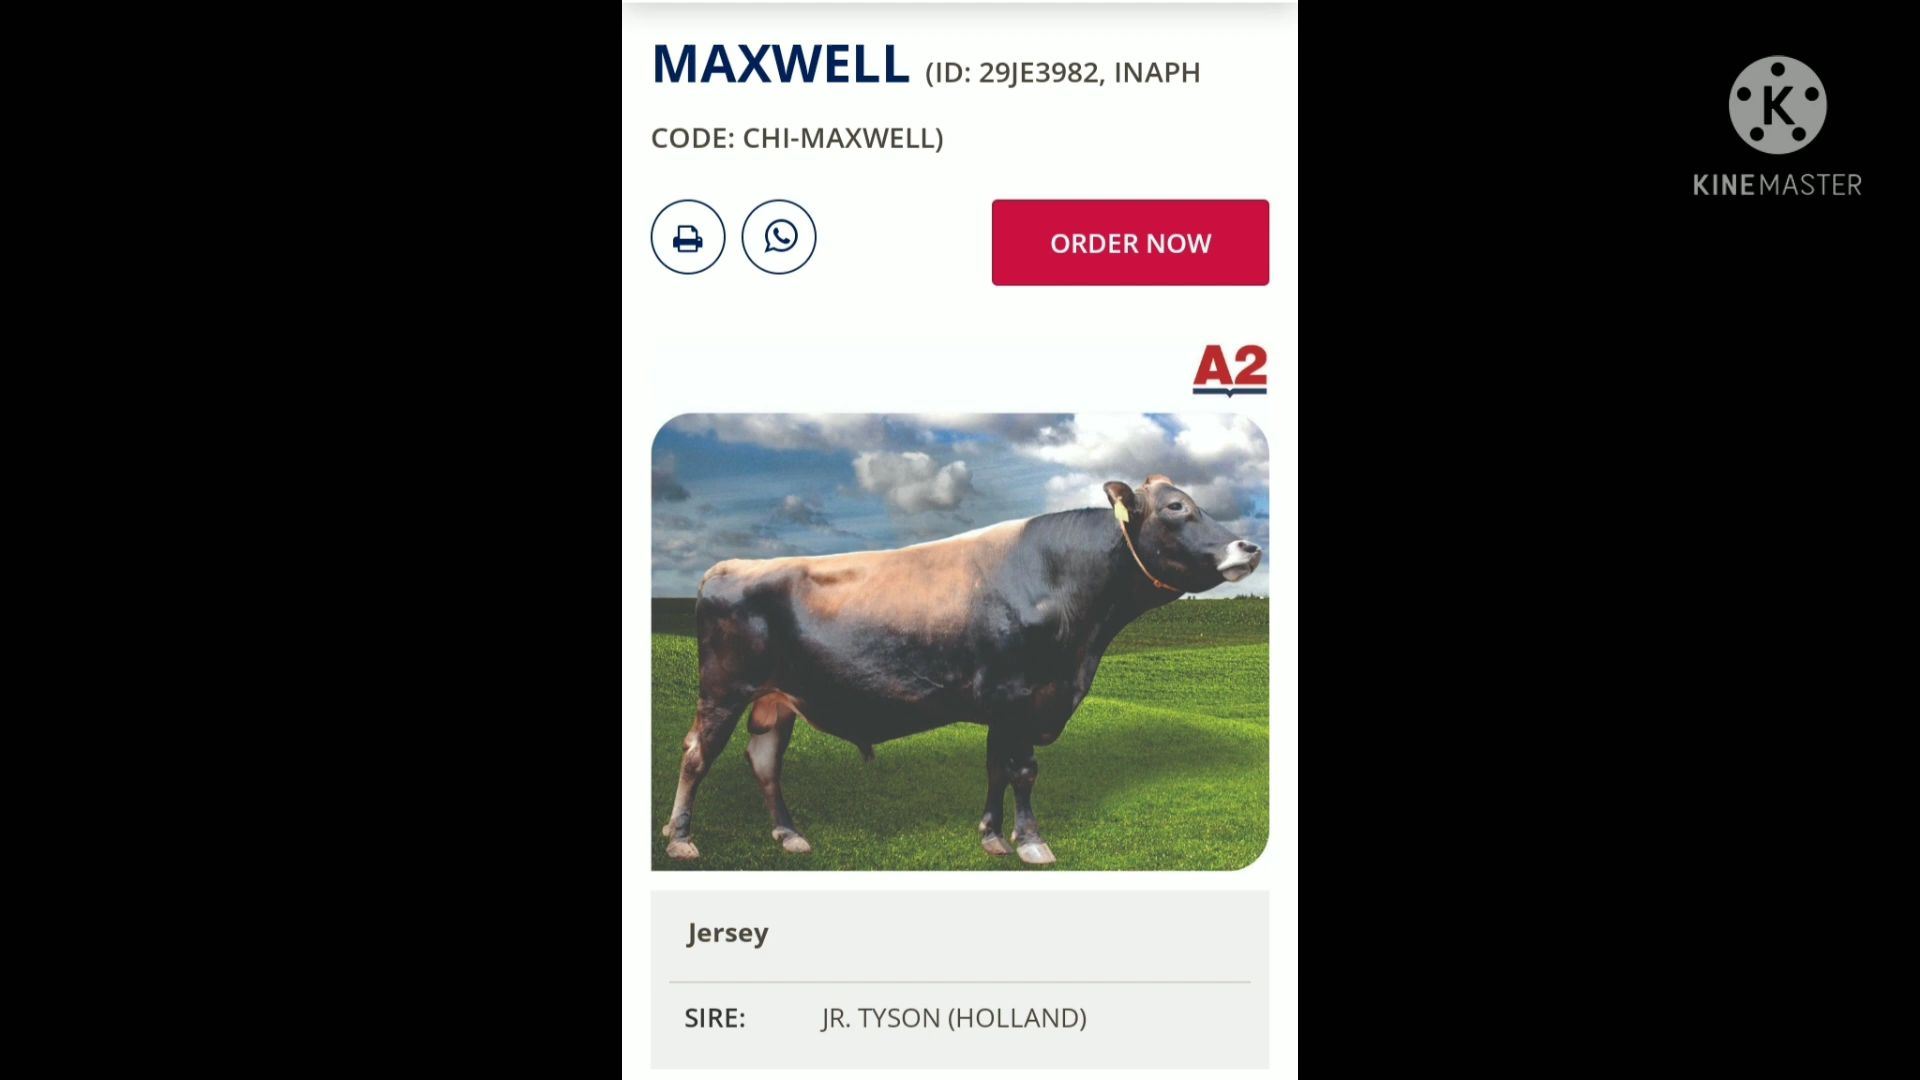 MAXWELL (ID: 29JE3982, INAPH
CODE: CHI-MAXWELL)
ORDER NOW
A2
Jersey
SIRE: JR. TYSON (HOLLAND)
K
KINEMASTER